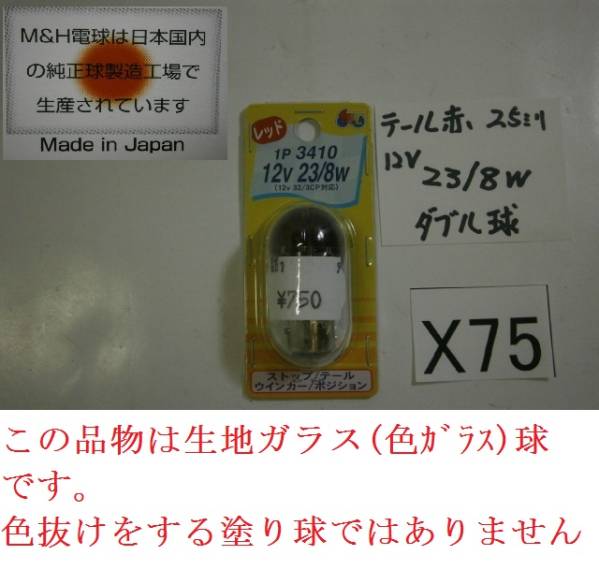 M&H電球は日本国内
の純正球製造工場で
生産されています
Made in Japan
レッド
1P 3410
12V 23/8W
(12V 32/3CP対応)
¥750
ストップ/テール
ウインカー/ポジション
テール赤、25ミリ
12V
23/8W
ダブル球
X75
この品物は生地ガラス(色ｶﾞﾗｽ)球
です。
色抜けをする塗り球ではありません